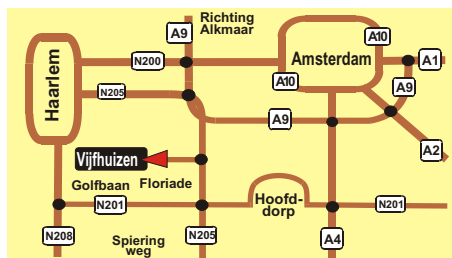 Richting
Alkmaar
A9
A10
Amsterdam
A1
Haarlem
N200
A10
N205
A9
A9
A2
Vijfhuizen
Golfbaan
Floriade
N201
Hoofd-
dorp
N201
N208
Spiering
weg
N205
A4